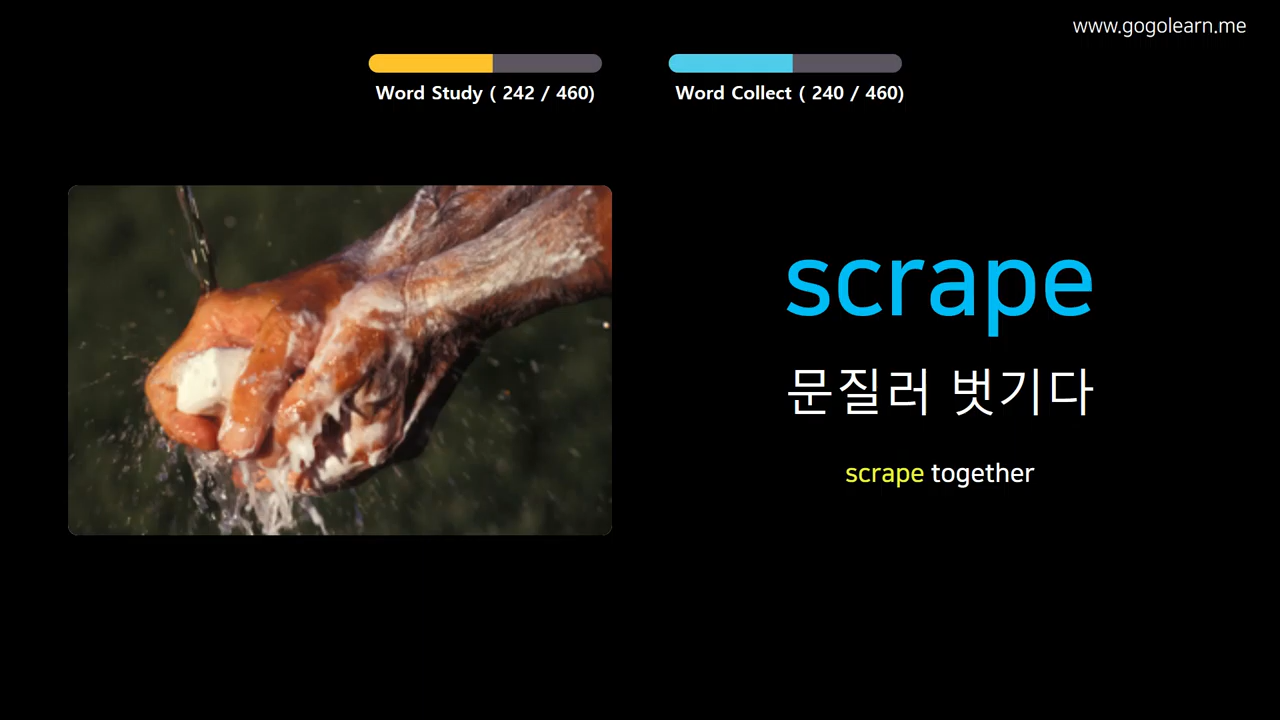 www.gogolearn.me
Word Study ( 242 / 460)
Word Collect ( 240 / 460)
scrape
문질러 벗기다
scrape together